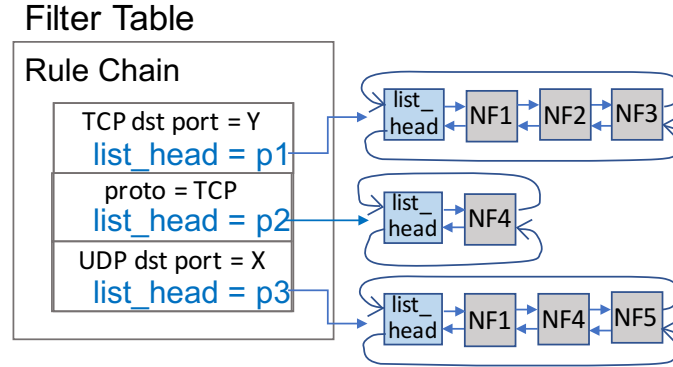 Filter Table
Rule Chain
TCP dst port = Y
list_head = p1
list_
head
NF1
NF2
NF3
proto = TCP
list_head = p2
list_
head
NF4
UDP dst port = X
list_head = p3
list_
head
NF1
NF4
NF5